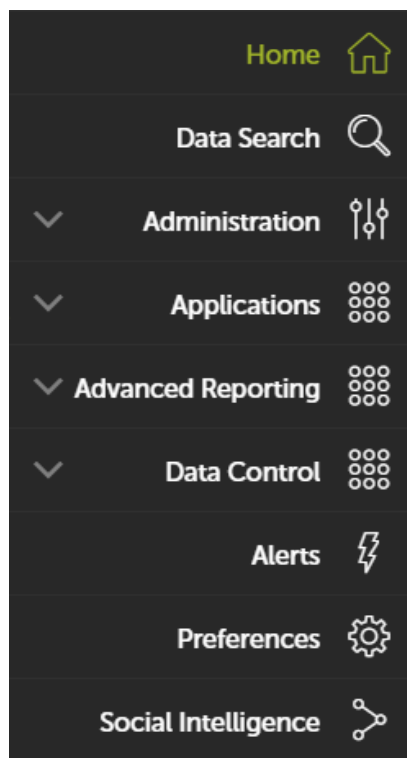 Home
Data Search
Administration
Applications
Advanced Reporting
Data Control
Alerts
Preferences
Social Intelligence